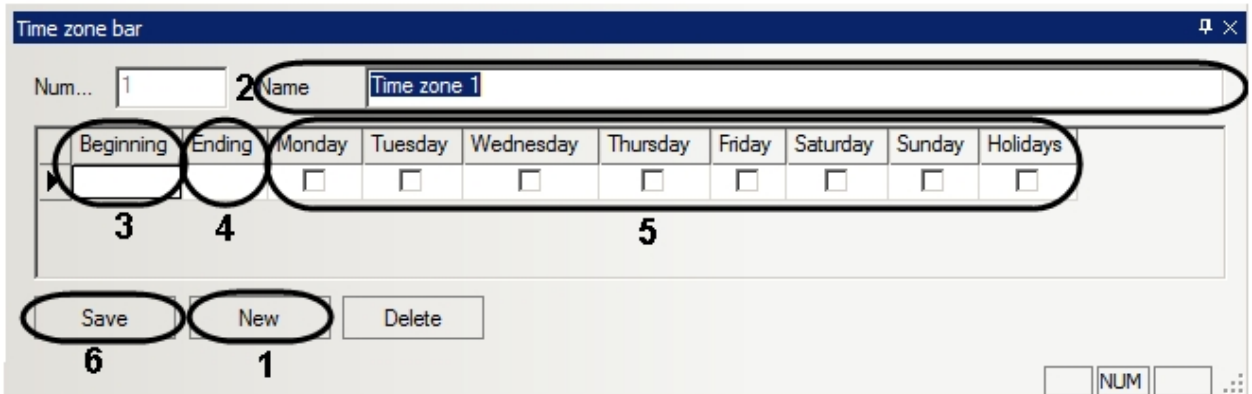 Time zone bar
Num... 1 2 Name Time zone 1
Beginning Ending Monday Tuesday Wednesday Thursday Friday Saturday Sunday Holidays
3 4 5
Save New Delete
6 1
NUM